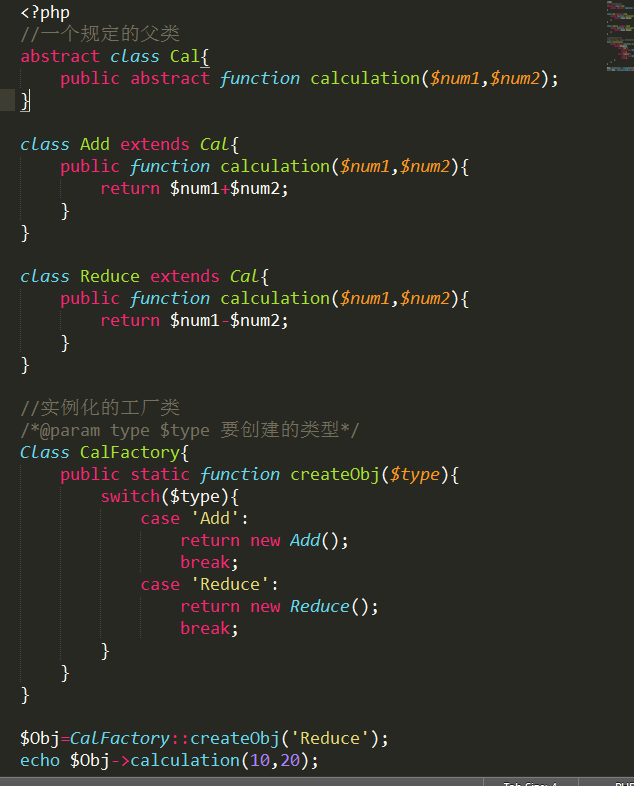 <?php
//一个规定的父类
abstract class Cal{
    public abstract function calculation($num1,$num2);
}

class Add extends Cal{
    public function calculation($num1,$num2){
        return $num1+$num2;
    }
}

class Reduce extends Cal{
    public function calculation($num1,$num2){
        return $num1-$num2;
    }
}

//实例化的工厂类
/*@param type $type 要创建的类型*/
Class CalFactory{
    public static function createObj($type){
        switch($type){
            case 'Add':
                return new Add();
                break;
            case 'Reduce':
                return new Reduce();
                break;
        }
    }
}

$Obj=CalFactory::createObj('Reduce');
echo $Obj->calculation(10,20);